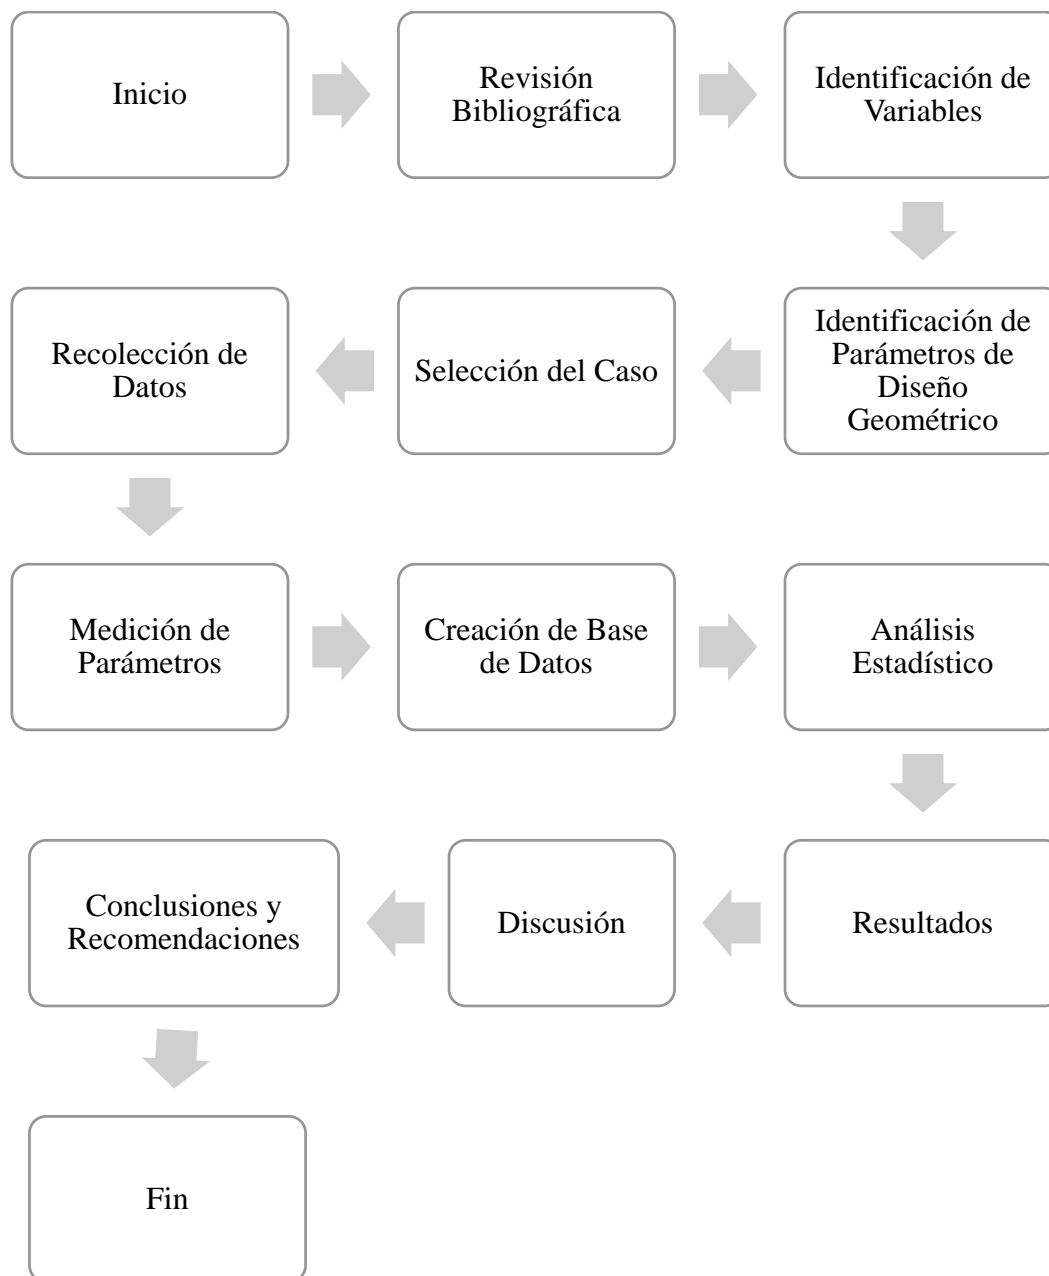 Inicio
Revisión
Bibliográfica
Identificación de
Variables
Identificación de
Parámetros de
Diseño
Geométrico
Selección del Caso
Recolección de
Datos
Medición de
Parámetros
Creación de Base
de Datos
Análisis
Estadístico
Resultados
Discusión
Conclusiones y
Recomendaciones
Fin